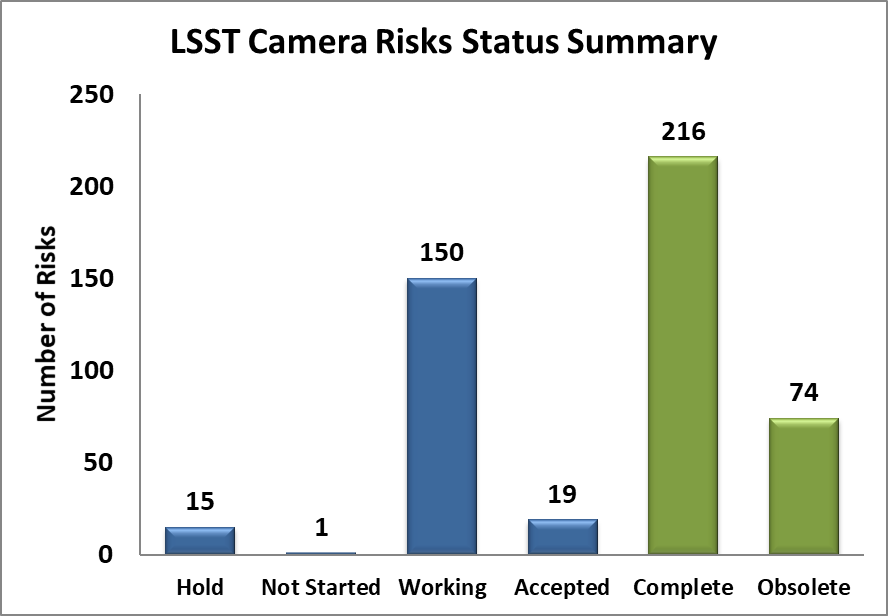 LSST Camera Risks Status Summary
Number of Risks
250
200
150
100
50
0
15
1
150
19
216
74
Hold
Not Started
Working
Accepted
Complete
Obsolete